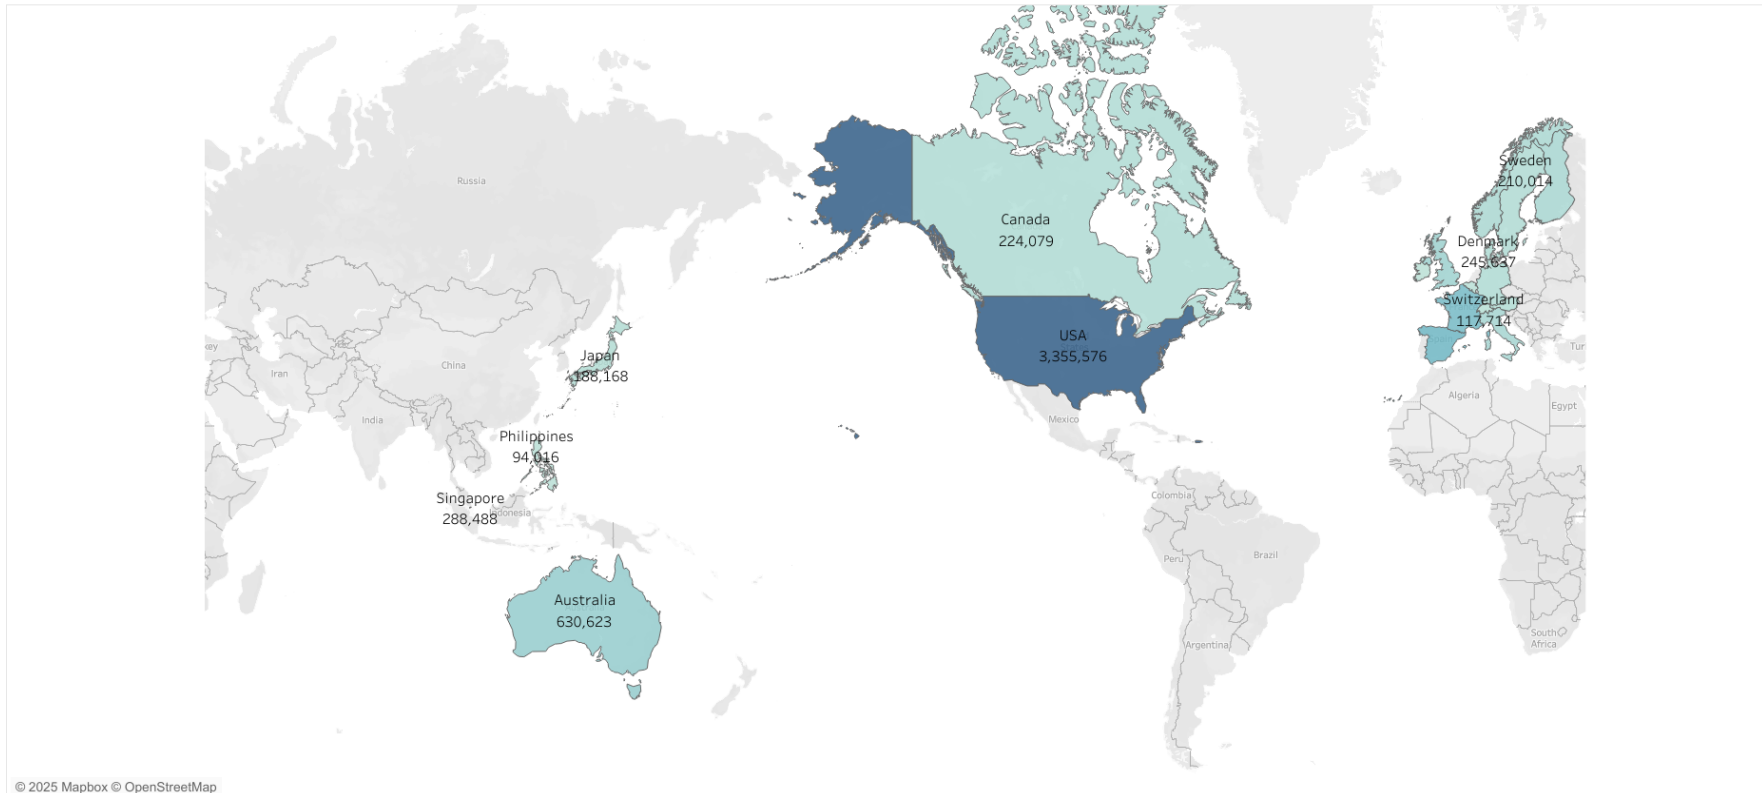 Russia
China
India
Iran
key
Japan
188,168
Philippines
94,016
Singapore
288,488
Indonesia
Australia
630,623
Canada
224,079
USA
3,355,576
Mexico
Colombia
Peru
Brazil
Argentina
Sweden
210,014
Denmark
245,637
Switzerland
117,714
Tur
Algeria
Egypt
South
Africa
© 2025 Mapbox © OpenStreetMap